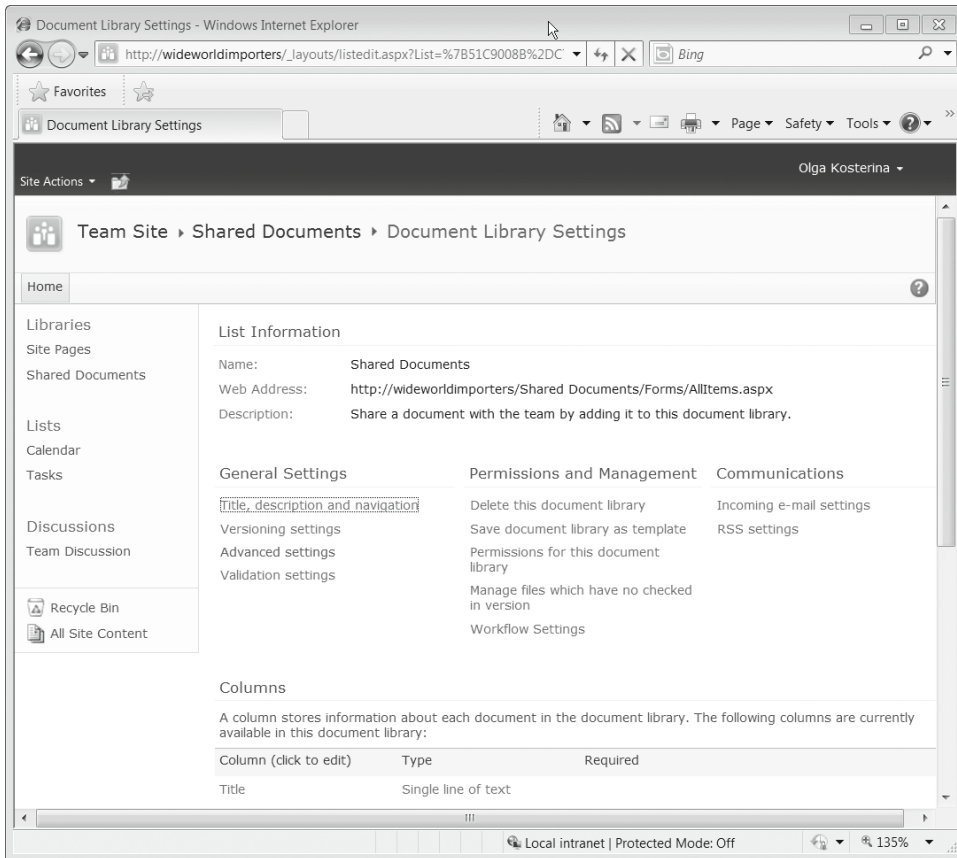 Document Library Settings - Windows Internet Explorer
http://wideworldimporters/_layouts/listedit.aspx?List=%7B51C9008B%2DC
Bing
Favorites
Document Library Settings
Page Safety Tools
Olga Kosterina
Site Actions
Team Site Shared Documents Document Library Settings
Home
Libraries
Site Pages
Shared Documents
Lists
Calendar
Tasks
Discussions
Team Discussion
Recycle Bin
All Site Content
List Information
Name: Shared Documents
Web Address: http://wideworldimporters/Shared Documents/Forms/AllItems.aspx
Description: Share a document with the team by adding it to this document library.
General Settings
Title, description and navigation
Versioning settings
Advanced settings
Validation settings
Permissions and Management
Delete this document library
Save document library as template
Permissions for this document
library
Manage files which have no checked
in version
Workflow Settings
Communications
Incoming e-mail settings
RSS settings
Columns
A column stores information about each document in the document library. The following columns are currently
available in this document library:
Column (click to edit) Type Required
Title Single line of text
Local intranet | Protected Mode: Off
135%